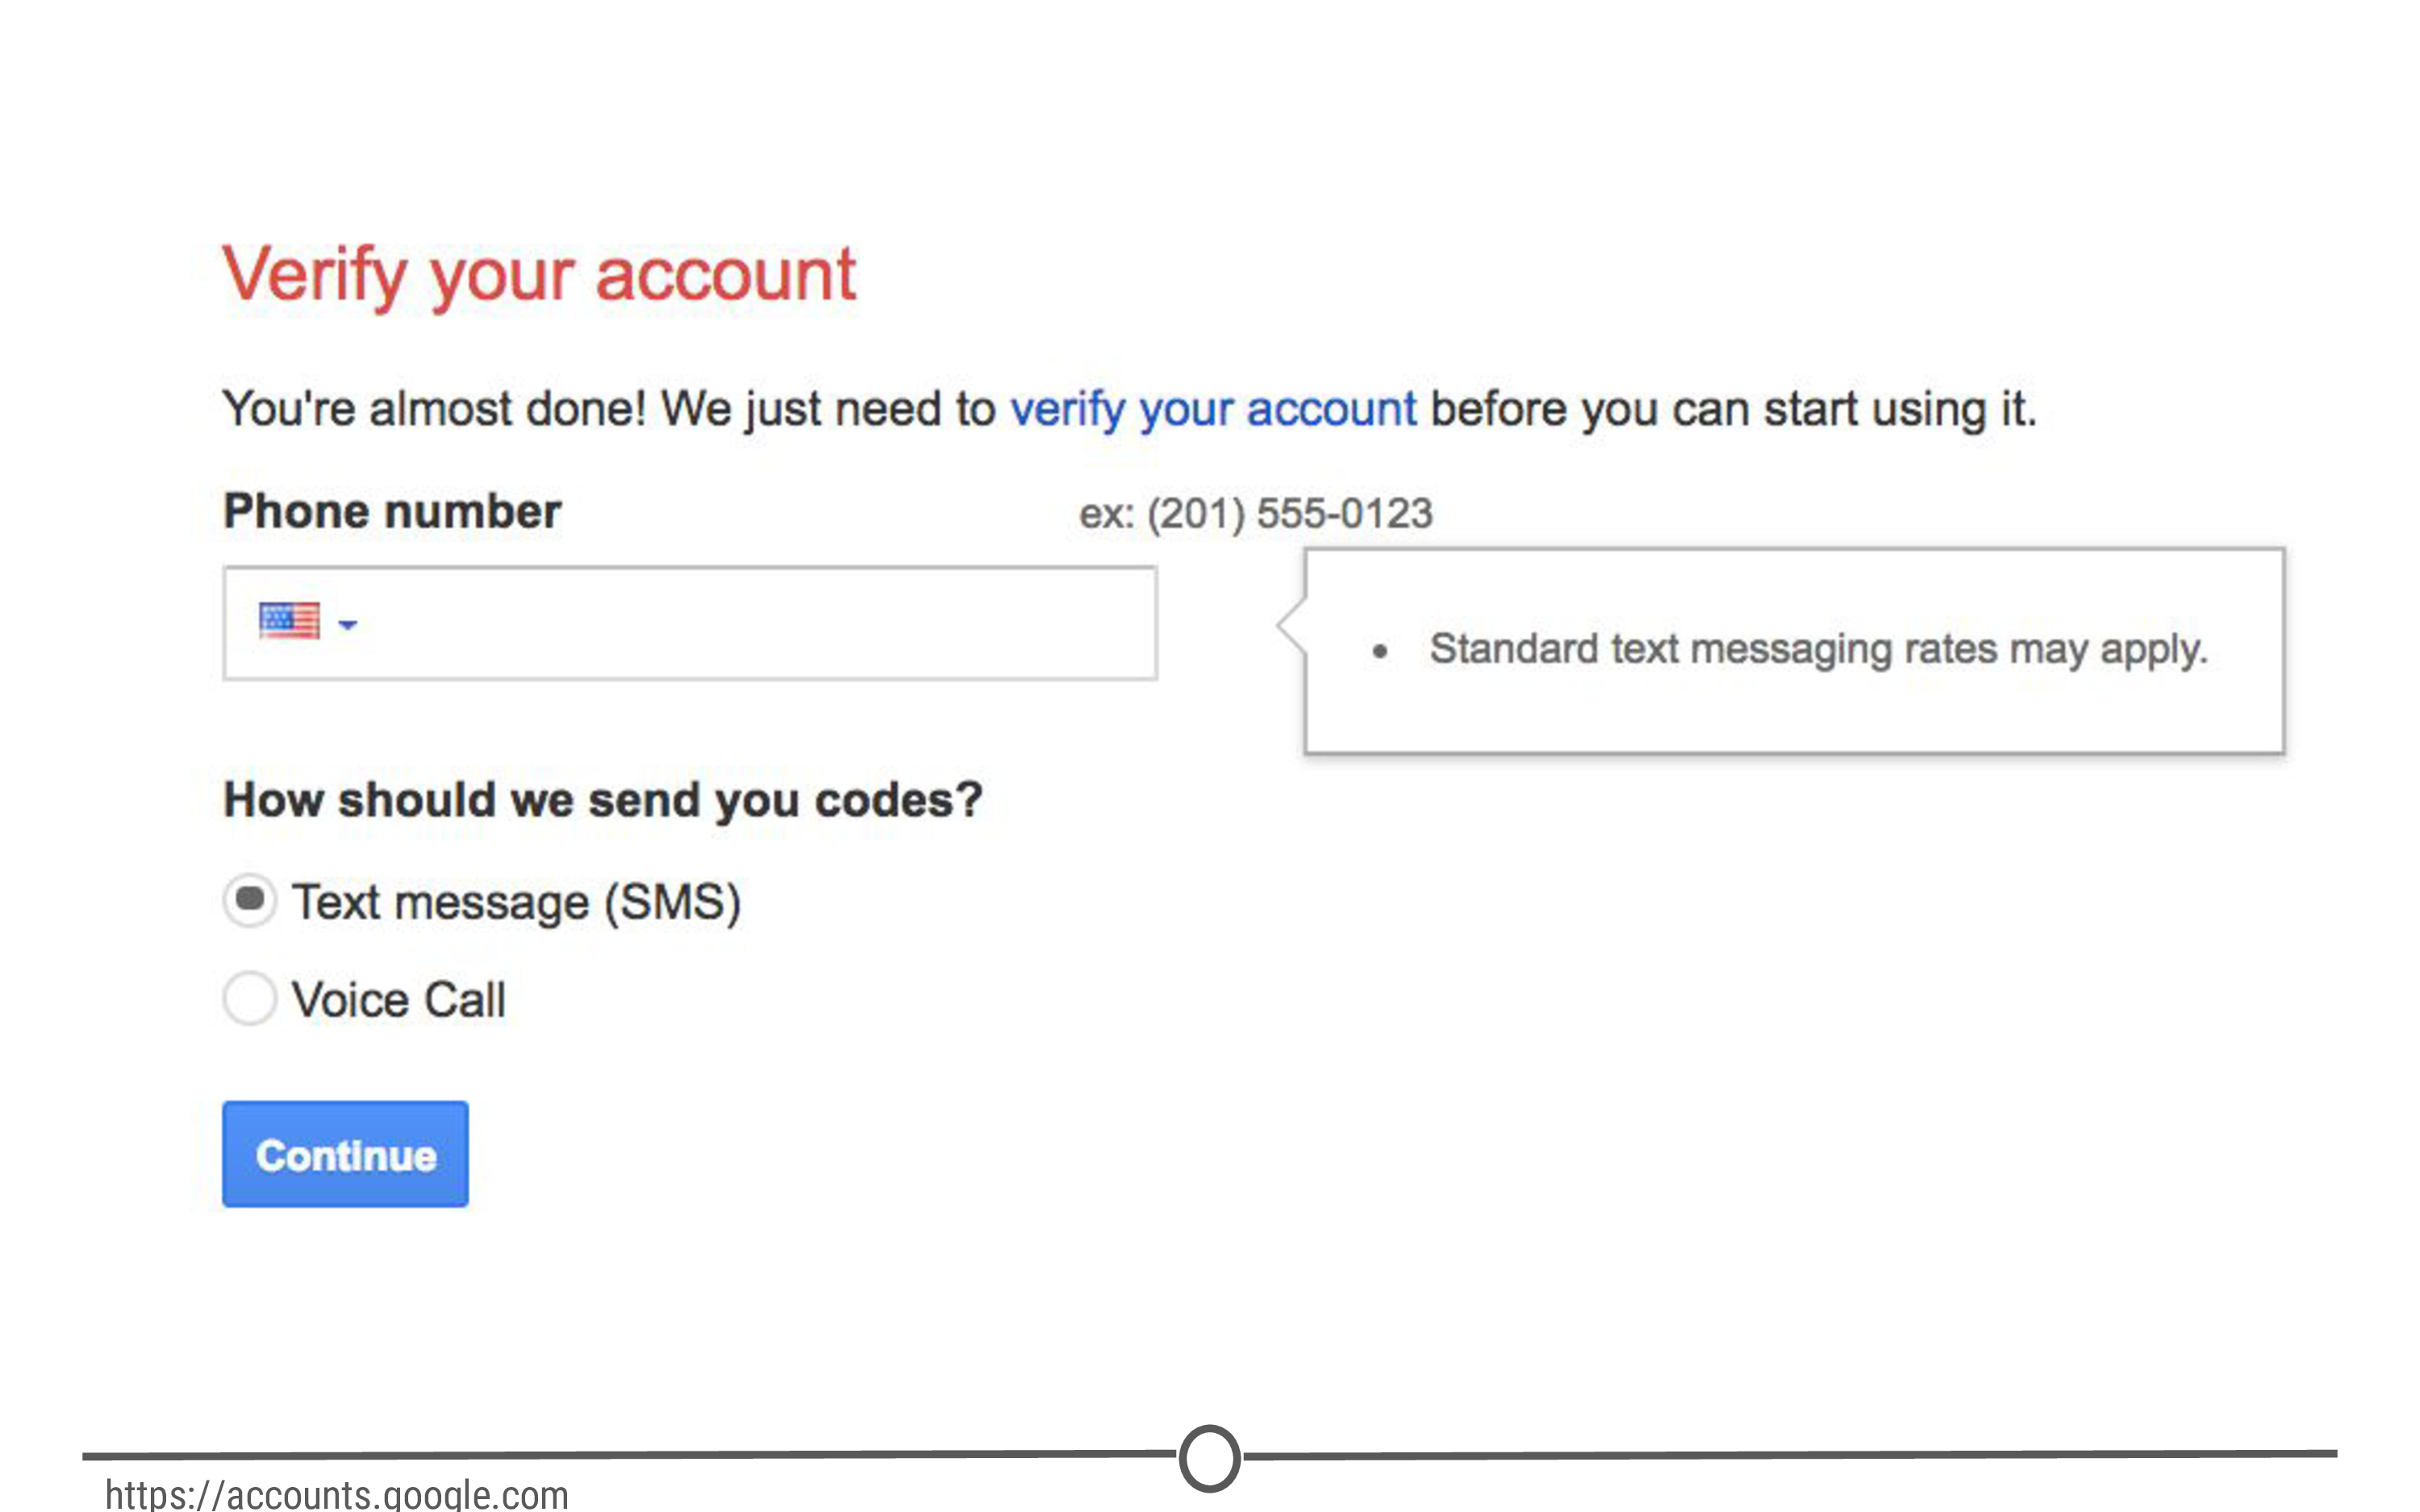 Verify your account
You're almost done! We just need to verify your account before you can start using it.
Phone number ex: (201) 555-0123
• Standard text messaging rates may apply.
How should we send you codes?
Text message (SMS)
Voice Call
Continue
https://accounts.google.com